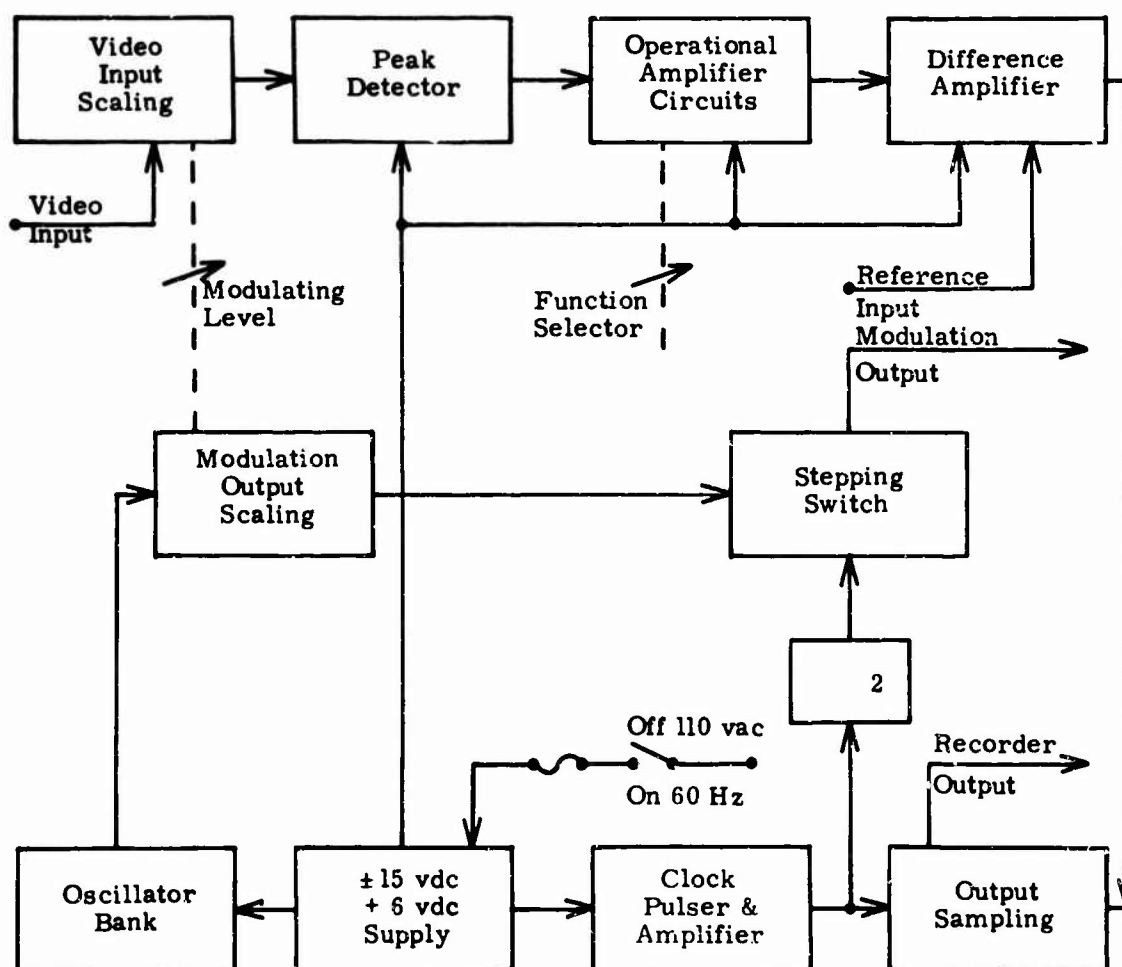 Video
Input
Scaling
Peak
Detector
Operational
Amplifier
Circuits
Difference
Amplifier
Video
Input
Modulating
Level
Function
Selector
Reference
Input
Modulation
Output
Modulation
Output
Scaling
Stepping
Switch
2
Off 110 vac
On 60 Hz
Recorder
Output
Oscillator
Bank
±15 vdc
+ 6 vdc
Supply
Clock
Pulser &
Amplifier
Output
Sampling